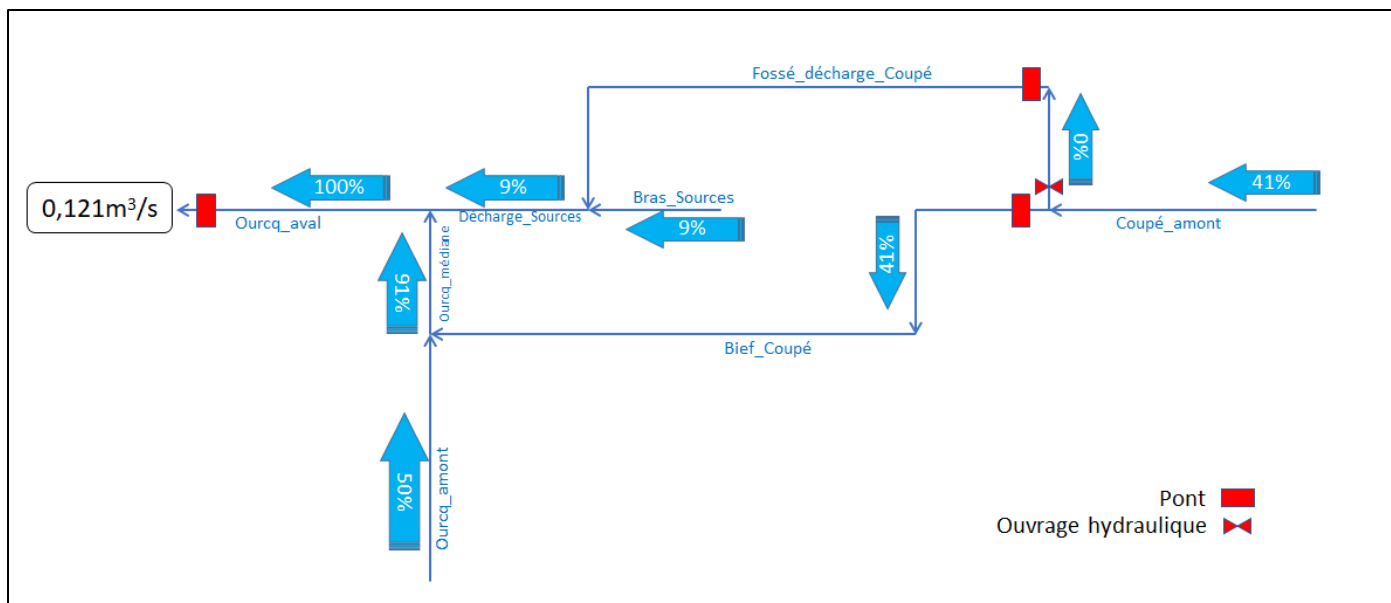 Fossé_décharge_Coupé
0%
41%
100%
9%
Bras_Sources
0,121m³/s
Ourcq_aval
Décharge_Sources
9%
Coupé_amont
41%
91%
Ourcq_médiane
Bief_Coupé
50%
Ourcq_amont
Pont
Ouvrage hydraulique